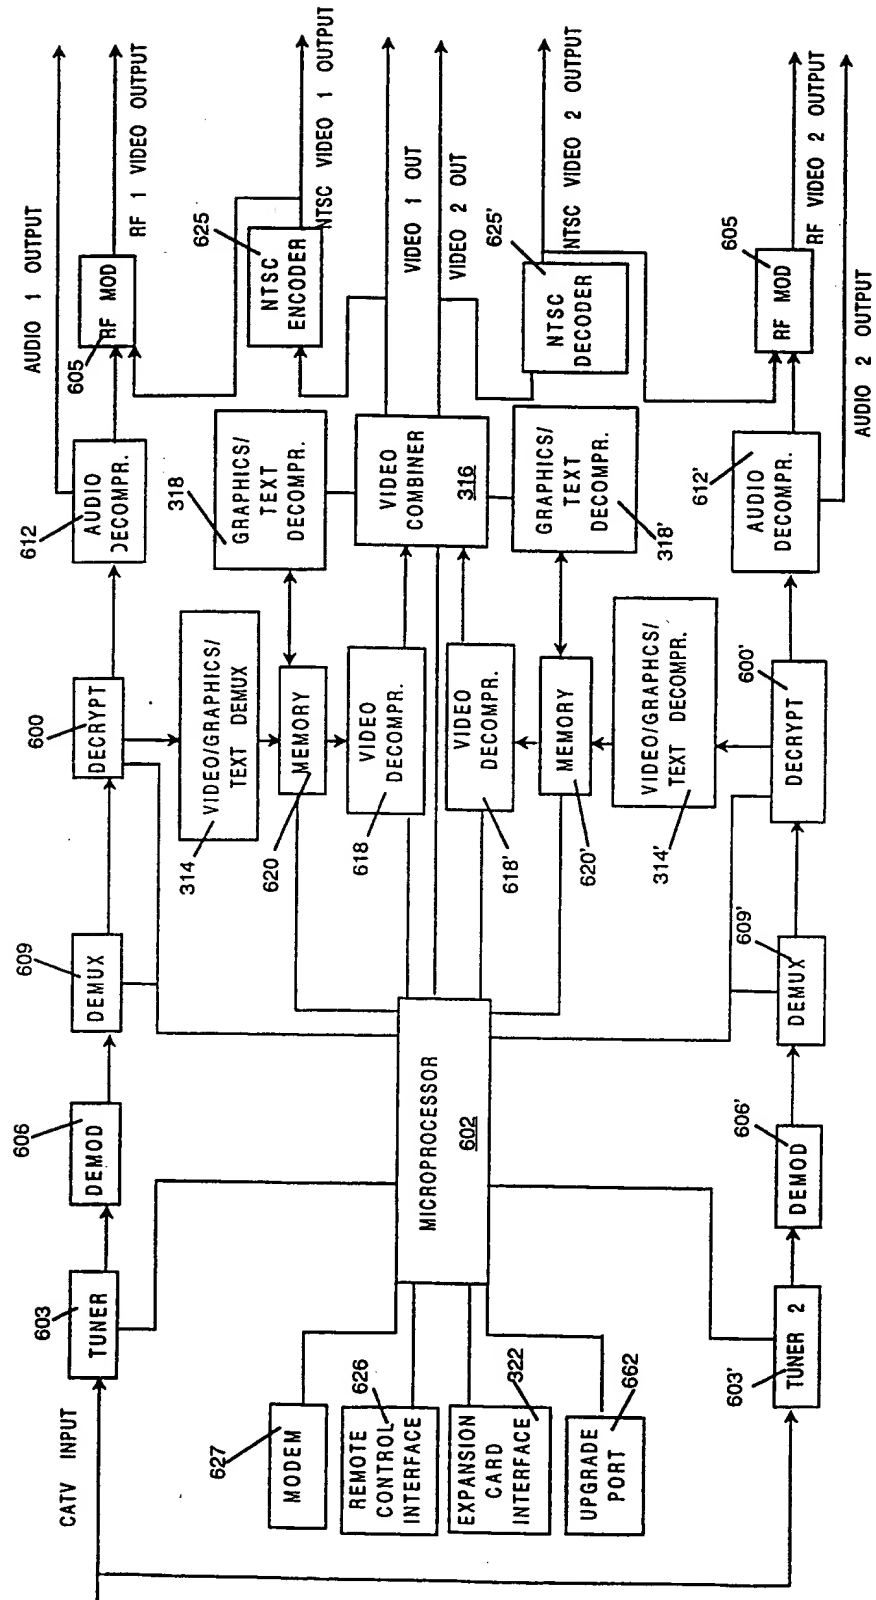 CATV INPUT
603
TUNER
606
DEMOD
609
DEMUX
600
DECRYPT
612
AUDIO
DECOMPR.
605
RF MOD
AUDIO 1 OUTPUT
RF 1 VIDEO OUTPUT
314
VIDEO/GRAPHICS/
TEXT DEMUX
318
GRAPHICS/
TEXT
DECOMPR.
625
NTSC
ENCODER
NTSC VIDEO 1 OUTPUT
627
MODEM
620
MEMORY
626
REMOTE
CONTROL
INTERFACE
618
VIDEO
DECOMPR.
MICROPROCESSOR
602
VIDEO
COMBINER
316
VIDEO 1 OUT
VIDEO 2 OUT
322
EXPANSION
CARD
INTERFACE
618'
VIDEO
DECOMPR.
662
UPGRADE
PORT
620'
MEMORY
318'
GRAPHICS/
TEXT
DECOMPR.
625'
NTSC
DECODER
NTSC VIDEO 2 OUTPUT
314'
VIDEO/GRAPHCS/
TEXT DECOMPR.
603'
TUNER 2
606'
DEMOD
609'
DEMUX
600'
DECRYPT
612'
AUDIO
DECOMPR.
605
RF MOD
RF VIDEO 2 OUTPUT
AUDIO 2 OUTPUT